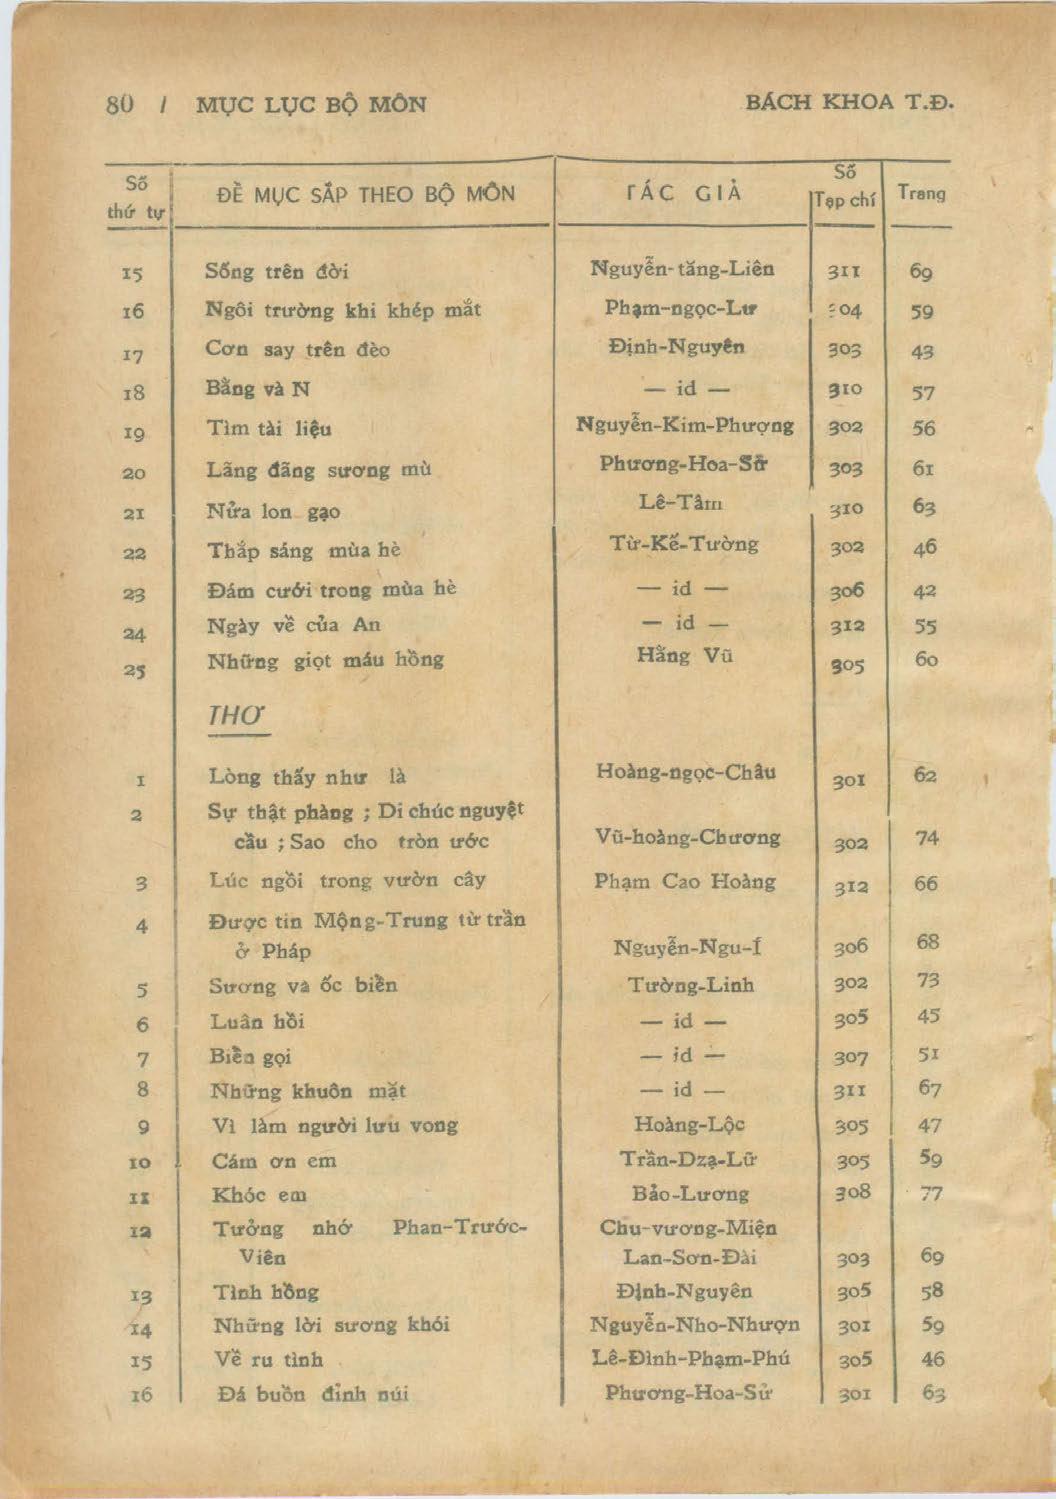 80 / MỤC LỤC BỘ MÔN BÁCH KHOA T.Đ.
Số thứ tự ĐỀ MỤC SẮP THEO BỘ MÔN TÁC GIẢ Số Tạp chí Trang
15 Sống trên đời Nguyễn-tăng-Liên 311 69
16 Ngôi trường khi khép mắt Phạm-ngọc-Lư 304 59
17 Cơn say trên đèo Định-Nguyên 303 43
18 Bằng và N — id — 310 57
19 Tìm tài liệu Nguyễn-Kim-Phượng 302 56
20 Lãng đãng sương mù Phương-Hoa-Sử 303 61
21 Nửa lon gạo Lê-Tâm 310 63
22 Thắp sáng mùa hè Từ-Kế-Tường 302 46
23 Đám cưới trong mùa hè — id — 306 42
24 Ngày về của An — id — 312 55
25 Những giọt máu hồng Hằng Vũ 305 60
THƠ
1 Lòng thấy như là Hoàng-ngọc-Châu 301 62
2 Sự thật phàng ; Di chúc nguyệt
cầu ; Sao cho tròn ước Vũ-hoàng-Chương 302 74
3 Lúc ngồi trong vườn cây Phạm Cao Hoàng 312 66
4 Được tin Mộng-Trung từ trần
ở Pháp Nguyễn-Ngu-Í 306 68
5 Sương và ốc biển Tường-Linh 302 73
6 Luân hồi — id — 305 45
7 Biển gọi — id — 307 51
8 Những khuôn mặt — id — 311 67
9 Vì làm người lưu vong Hoàng-Lộc 305 47
10 Cám ơn em Trần-Dzạ-Lữ 305 59
11 Khóc em Bảo-Lương 308 77
12 Tưởng nhớ Phan-Trước- Chu-vương-Miện
Viên Lan-Sơn-Đài 303 69
13 Tình hồng Định-Nguyên 305 58
14 Những lời sương khói Nguyễn-Nho-Nhượn 301 59
15 Về ru tình Lê-Đình-Phạm-Phú 305 46
16 Đá buồn đỉnh núi Phương-Hoa-Sử 301 63